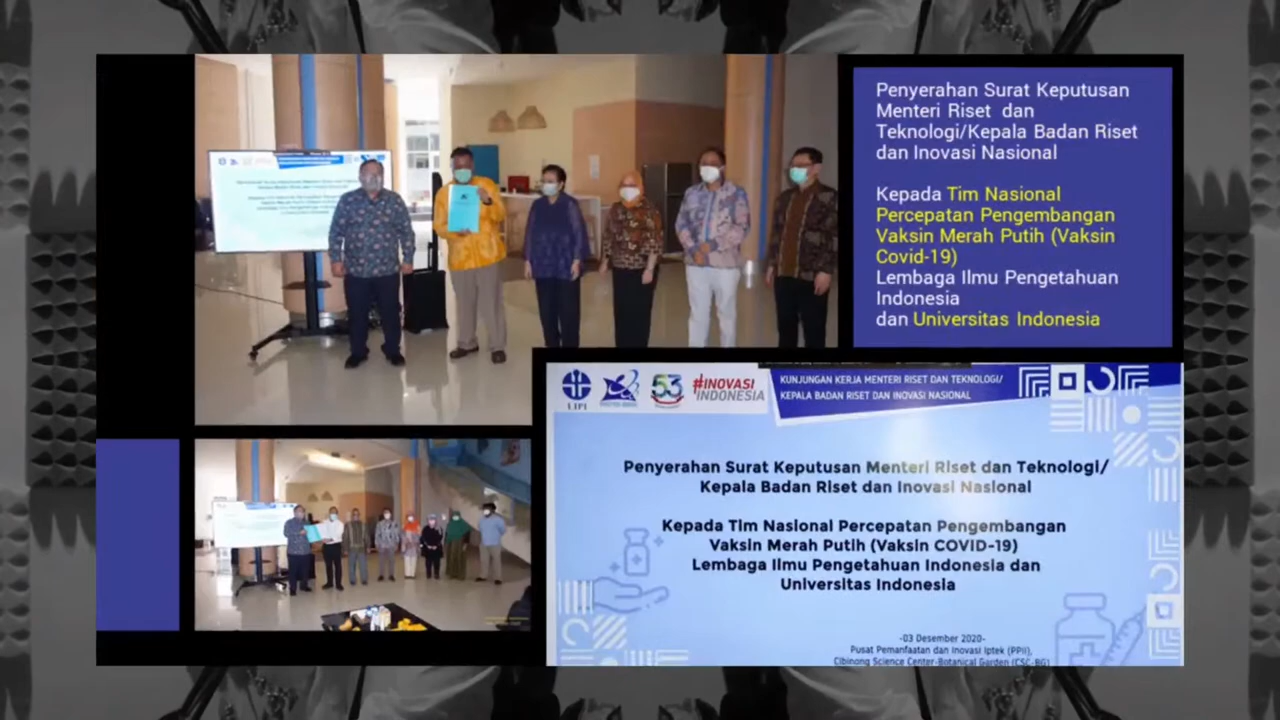 Penyerahan Surat Keputusan
Menteri Riset dan
Teknologi/Kepala Badan Riset
dan Inovasi Nasional
Kepada Tim Nasional
Percepatan Pengembangan
Vaksin Merah Putih (Vaksin
Covid-19)
Lembaga Ilmu Pengetahuan
Indonesia
dan Universitas Indonesia
LIPI
53
#INOVASI
INDONESIA
KUNJUNGAN KERJA MENTERI RISET DAN TEKNOLOGI/
KEPALA BADAN RISET DAN INOVASI NASIONAL
Penyerahan Surat Keputusan Menteri Riset dan Teknologi/
Kepala Badan Riset dan Inovasi Nasional
Kepada Tim Nasional Percepatan Pengembangan
Vaksin Merah Putih (Vaksin COVID-19)
Lembaga Ilmu Pengetahuan Indonesia dan
Universitas Indonesia
-03 Desember 2020-
Pusat Pemanfaatan dan Inovasi Iptek (PPII),
Cibinong Science Center-Botanical Garden (CSC-BG)